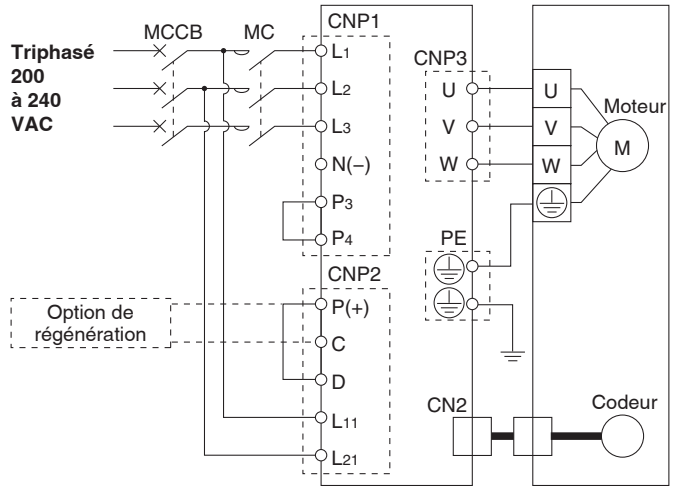 Triphasé
200
à 240
VAC
MCCB
MC
CNP1
L1
L2
L3
N(−)
P3
P4
CNP2
P(+)
C
D
L11
L21
Option de
régénération
CNP3
U
V
W
PE
CN2
U
V
W
Moteur
M
Codeur